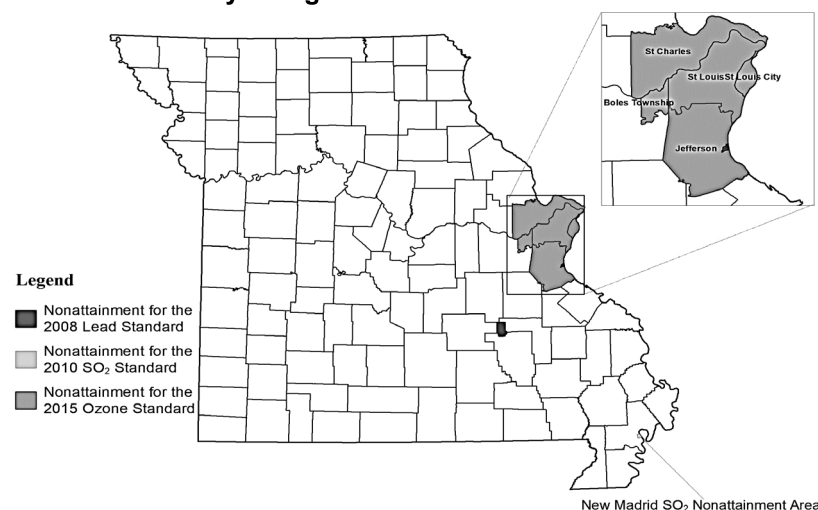 St Charles
St Louis St Louis City
Boles Township
Jefferson
Legend
Nonattainment for the
2008 Lead Standard
Nonattainment for the
2010 SO₂ Standard
Nonattainment for the
2015 Ozone Standard
New Madrid SO₂ Nonattainment Area